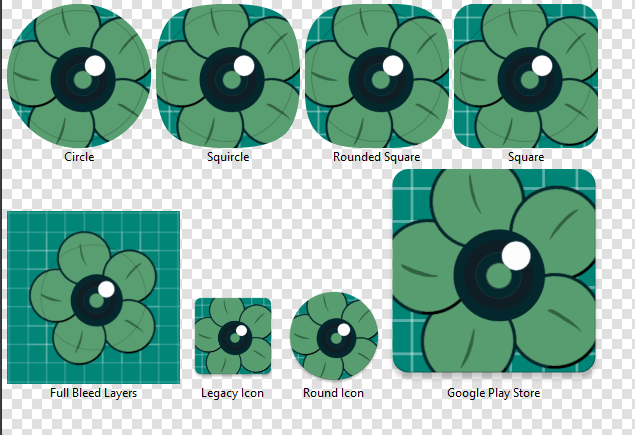 Circle
Squircle
Rounded Square
Square
Full Bleed Layers
Legacy Icon
Round Icon
Google Play Store